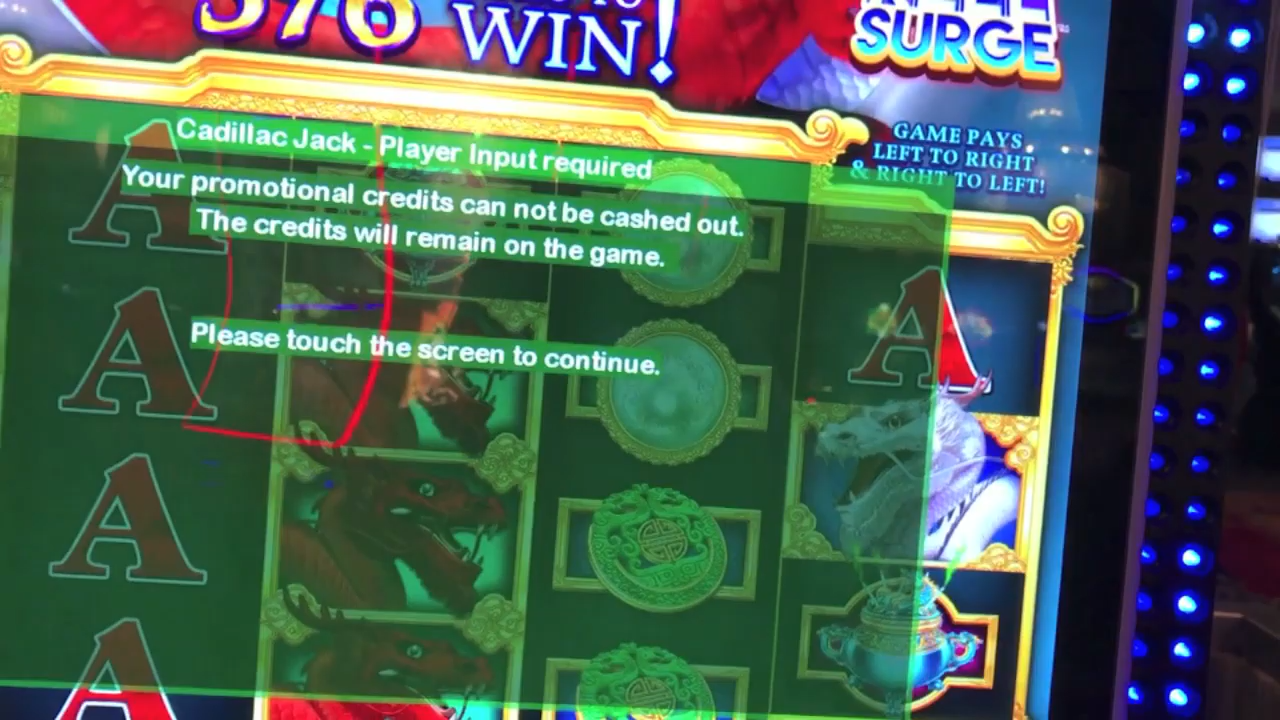 576
WIN!
SURGE
GAME PAYS
LEFT TO RIGHT
& RIGHT TO LEFT!
Cadillac Jack - Player Input required
Your promotional credits can not be cashed out.
The credits will remain on the game.
Please touch the screen to continue.
A
A
A
A
A